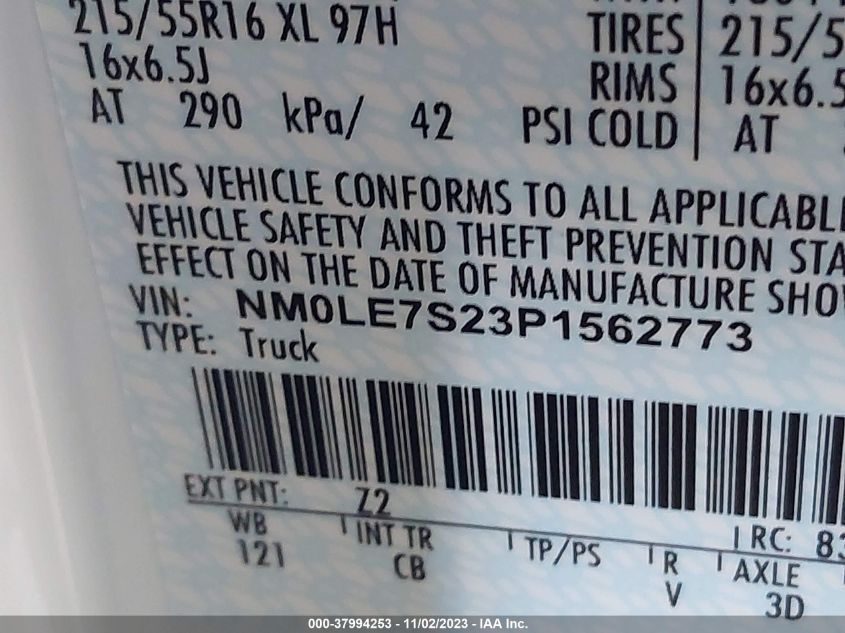 215/55R16 XL 97H
TIRES 215/5
16x6.5J
RIMS 16x6.5
AT 290 kPa/ 42 PSI COLD AT
THIS VEHICLE CONFORMS TO ALL APPLICABL
VEHICLE SAFETY AND THEFT PREVENTION STA
EFFECT ON THE DATE OF MANUFACTURE SHO
VIN: NM0LE7S23P1562773
TYPE: Truck
EXT PNT: Z2
RC: 83
WB INT TR TP/PS R AXLE
121 CB V 3D
000-37994253 - 11/02/2023 - IAA Inc.